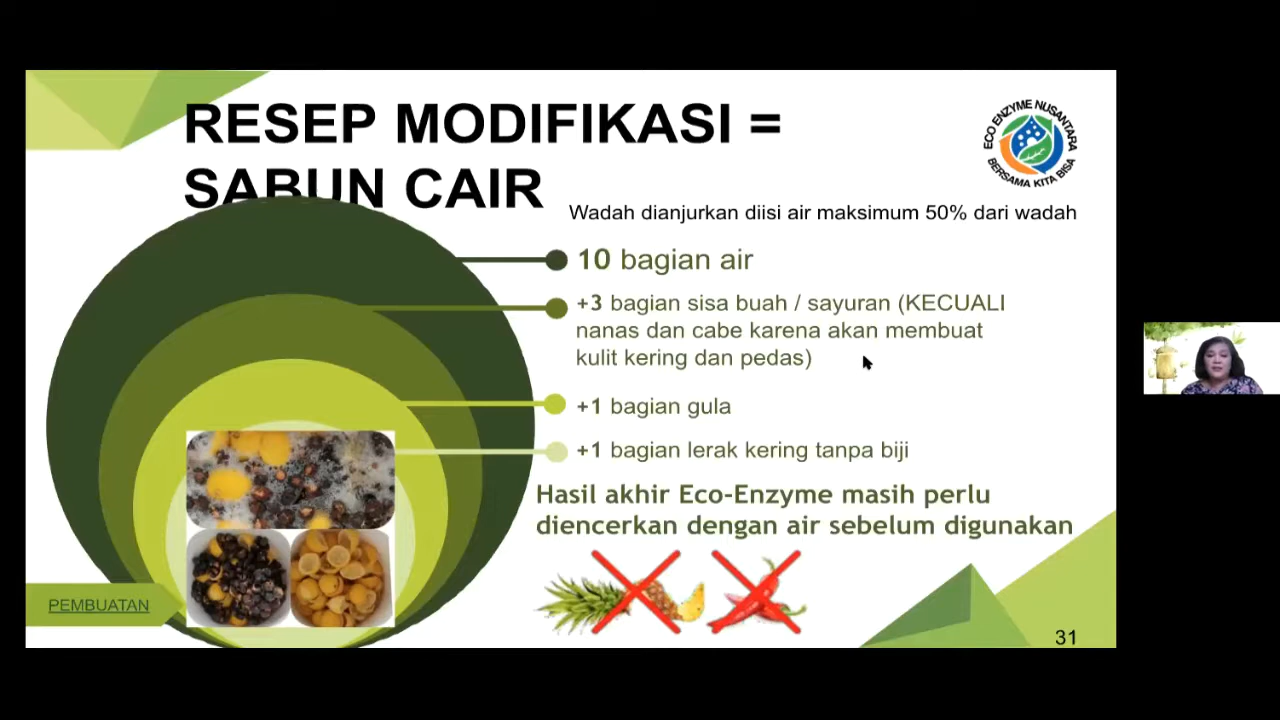 RESEP MODIFIKASI =
SABUN CAIR
ECO ENZYME NUSANTARA
BERSAMA KITA BISA
Wadah dianjurkan diisi air maksimum 50% dari wadah
10 bagian air
+3 bagian sisa buah / sayuran (KECUALI
nanas dan cabe karena akan membuat
kulit kering dan pedas)
+1 bagian gula
+1 bagian lerak kering tanpa biji
Hasil akhir Eco-Enzyme masih perlu
diencerkan dengan air sebelum digunakan
PEMBUATAN
31